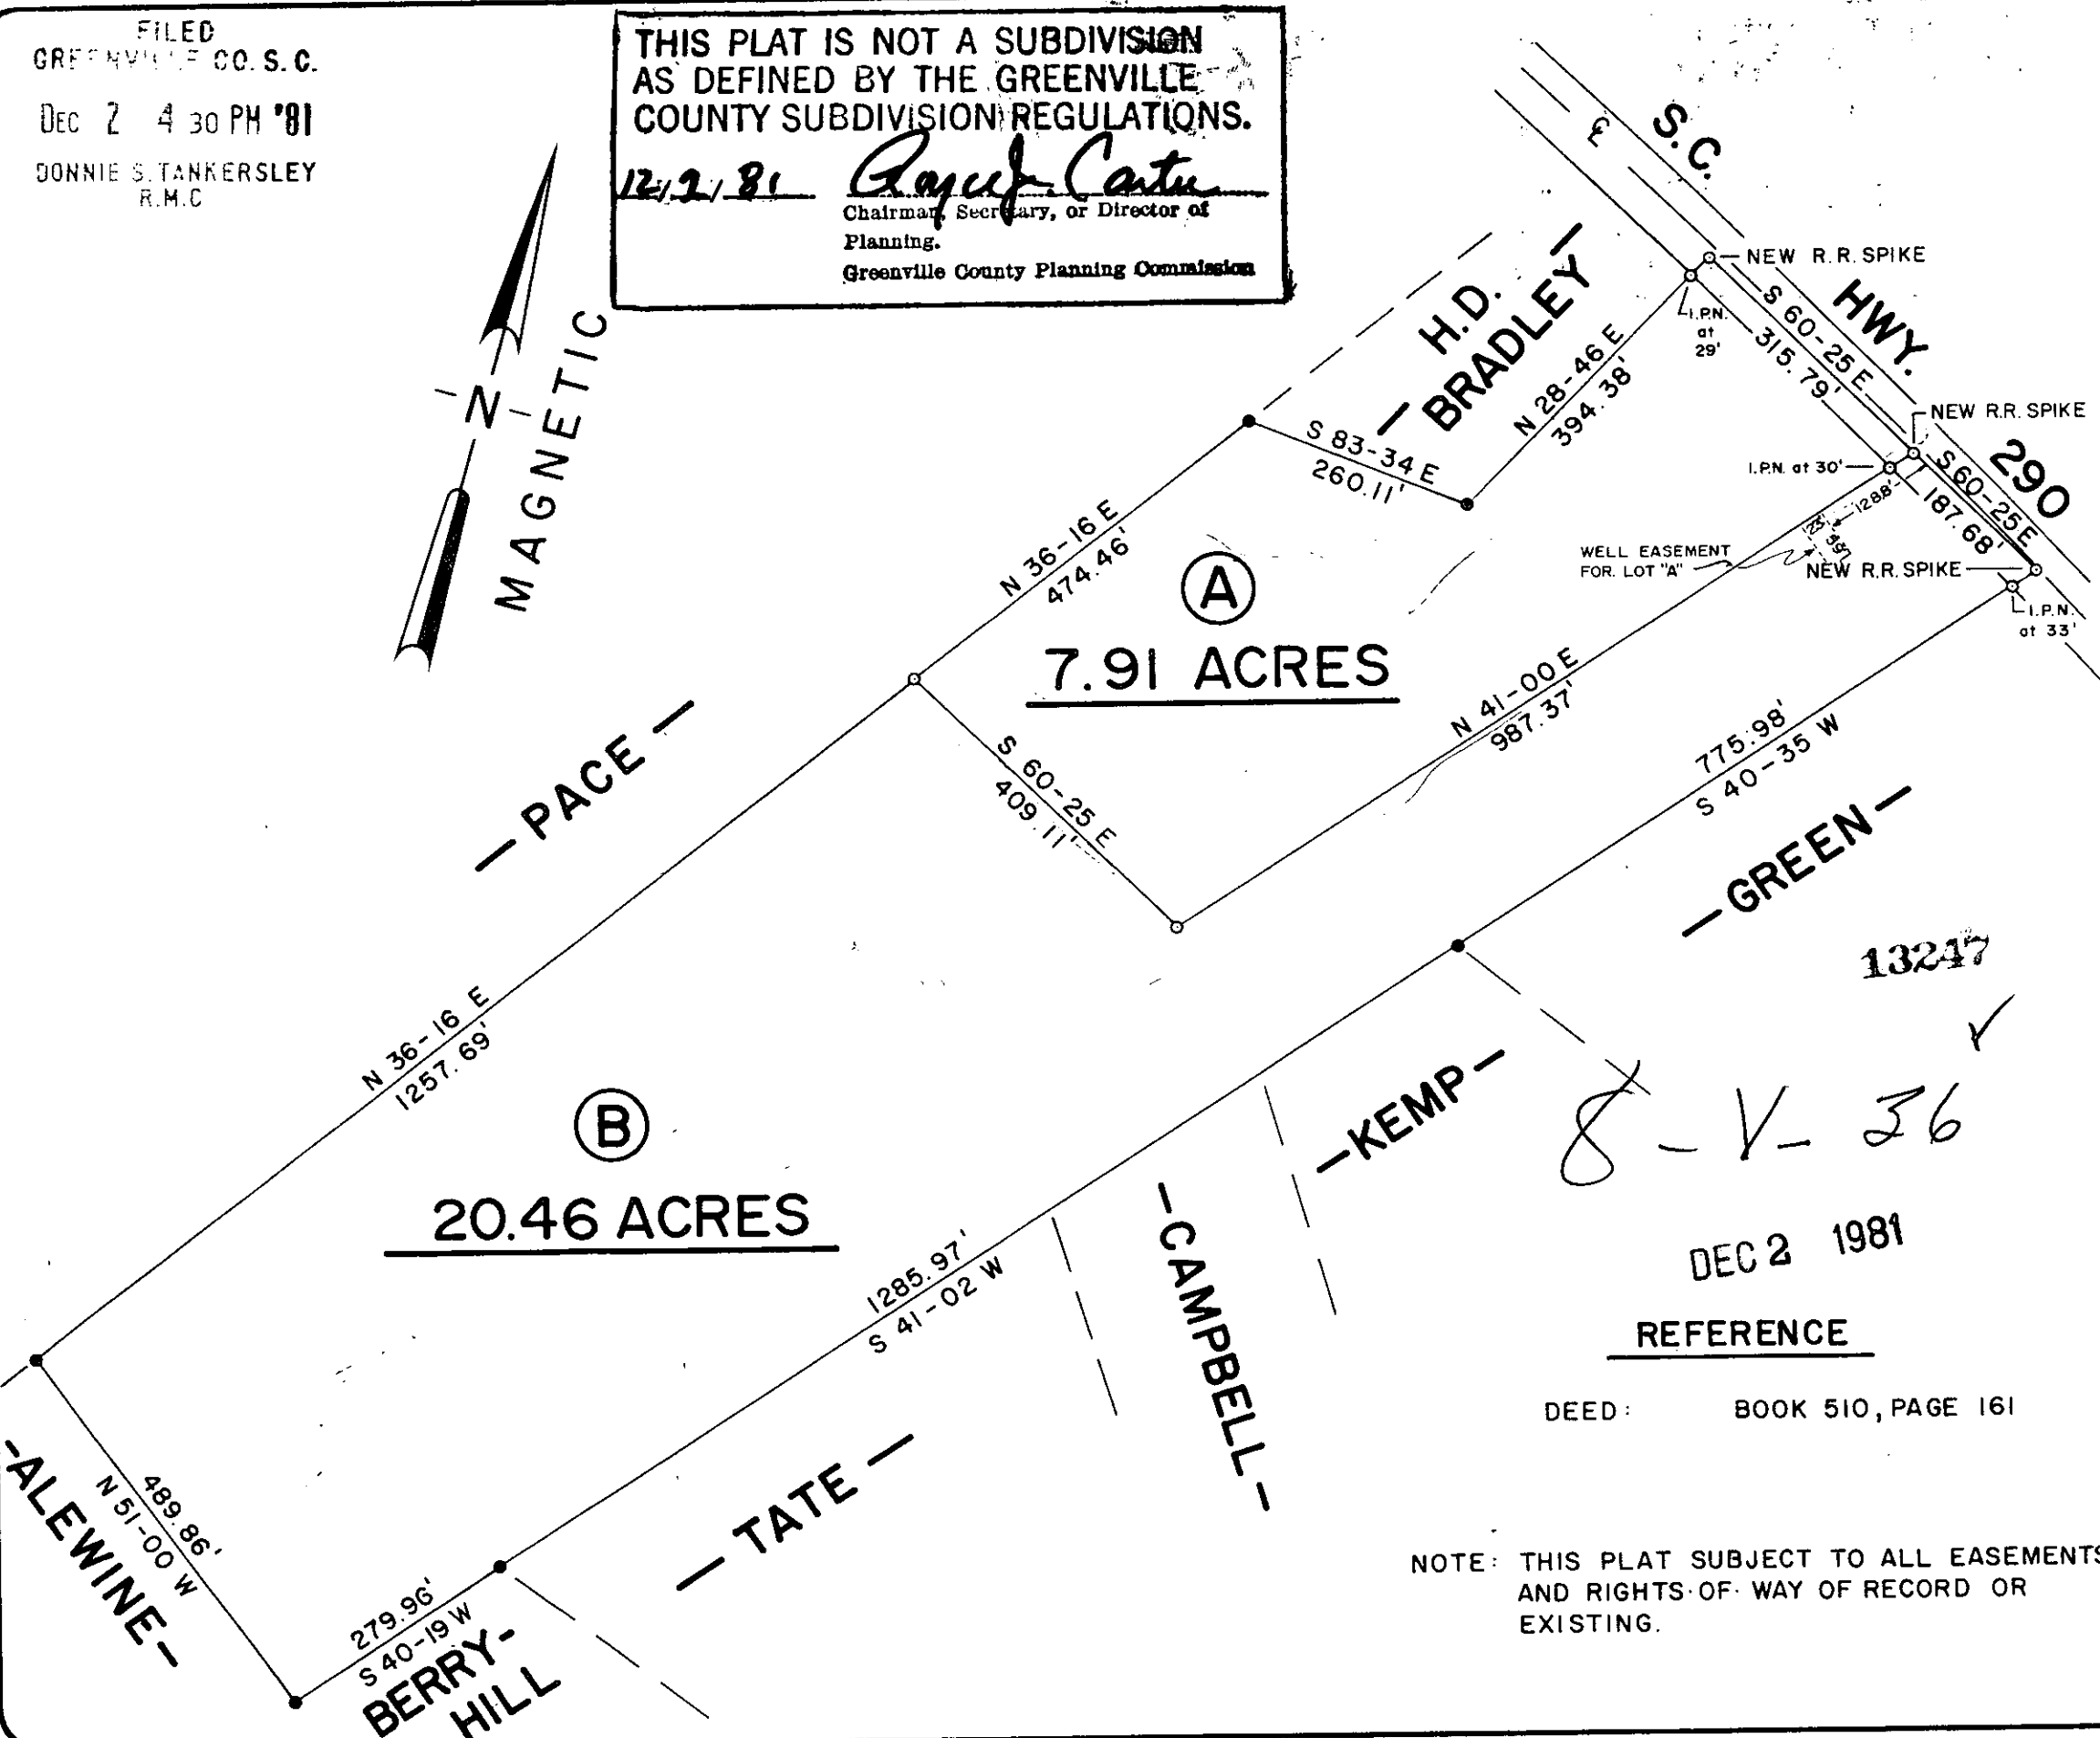 FILED
GREENVILLE CO. S. C.
DEC 2 4 30 PM '81
DONNIE S. TANKERSLEY
R.M.C
THIS PLAT IS NOT A SUBDIVISION
AS DEFINED BY THE GREENVILLE
COUNTY SUBDIVISION REGULATIONS.
12/2/81
Chairman, Secretary, or Director of
Planning.
Greenville County Planning Commission
N
MAGNETIC
S.C.
HWY.
290
NEW R.R. SPIKE
I.P.N.
at
29'
S 60-25 E
315.79'
NEW R.R. SPIKE
I.P.N. at 30'
S 60-25 E
187.68'
128.8'
WELL EASEMENT
FOR. LOT "A"
NEW R.R. SPIKE
I.P.N.
at 33'
H.D.
- BRADLEY -
N 28-46 E
394.38'
S 83-34 E
260.11'
N 36-16 E
474.46'
A
7.91 ACRES
- PACE -
S 60-25 E
409.11'
N 41-00 E
987.37'
775.98'
S 40-35 W
- GREEN -
13247
N 36-16 E
1257.69'
B
20.46 ACRES
- KEMP -
8 - V - 36
- CAMPBELL -
1285.97'
S 41-02 W
DEC 2 1981
REFERENCE
DEED: BOOK 510, PAGE 161
- ALEWINE -
489.86'
N 51-00 W
- TATE -
279.96'
S 40-19 W
BERRY-
HILL
NOTE: THIS PLAT SUBJECT TO ALL EASEMENTS
AND RIGHTS OF WAY OF RECORD OR
EXISTING.